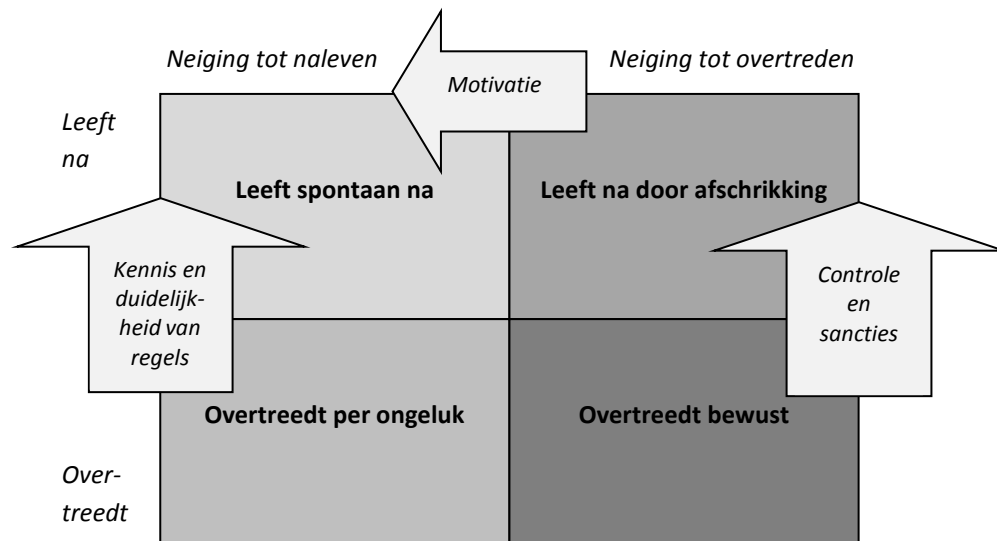 Neiging tot naleven
Neiging tot overtreden
Motivatie
Leeft
na
Leeft spontaan na
Leeft na door afschrikking
Kennis en
duidelijk-
heid van
regels
Controle
en
sancties
Overtreedt per ongeluk
Overtreedt bewust
Over-
treedt